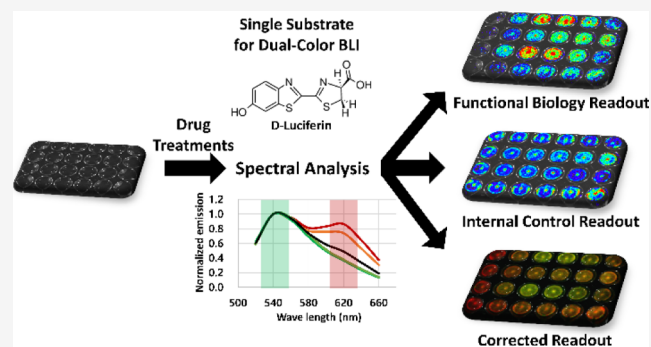 Single Substrate
for Dual-Color BLI
O
OH
H
N
N
S
S
H
H
HO
D-Luciferin
Drug
Treatments
Spectral Analysis
Normalized emission
1.2
1.0
0.8
0.6
0.4
0.2
0.0
500 540 580 620 660
Wave length (nm)
Functional Biology Readout
Internal Control Readout
Corrected Readout